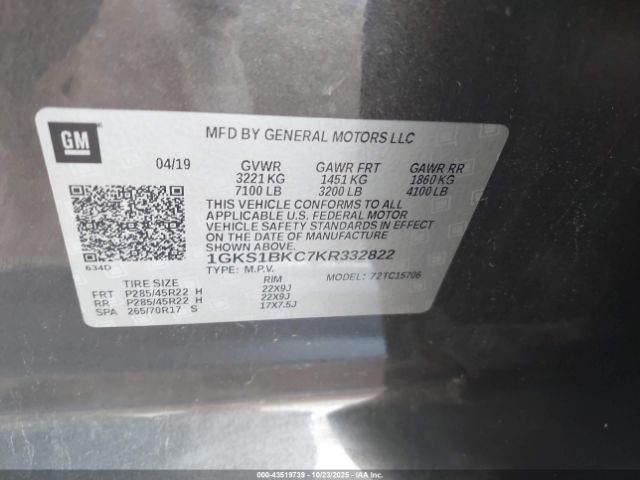 GM
MFD BY GENERAL MOTORS LLC
04/19 GVWR GAWR FRT GAWR RR
3221 KG 1451 KG 1860 KG
7100 LB 3200 LB 4100 LB
THIS VEHICLE CONFORMS TO ALL
APPLICABLE U.S. FEDERAL MOTOR
VEHICLE SAFETY STANDARDS IN EFFECT
ON THE DATE OF MANUFACTURE
SHOWN ABOVE.
634D
1GKS1BKC7KR332822
TYPE: M.P.V. MODEL: 72TC15706
TIRE SIZE RIM
FRT P285/45R22 H 22X9J
RR P285/45R22 H 22X9J
SPA 265/70R17 S 17X7.5J
000-43519739 - 10/23/2025 - IAAI.COM